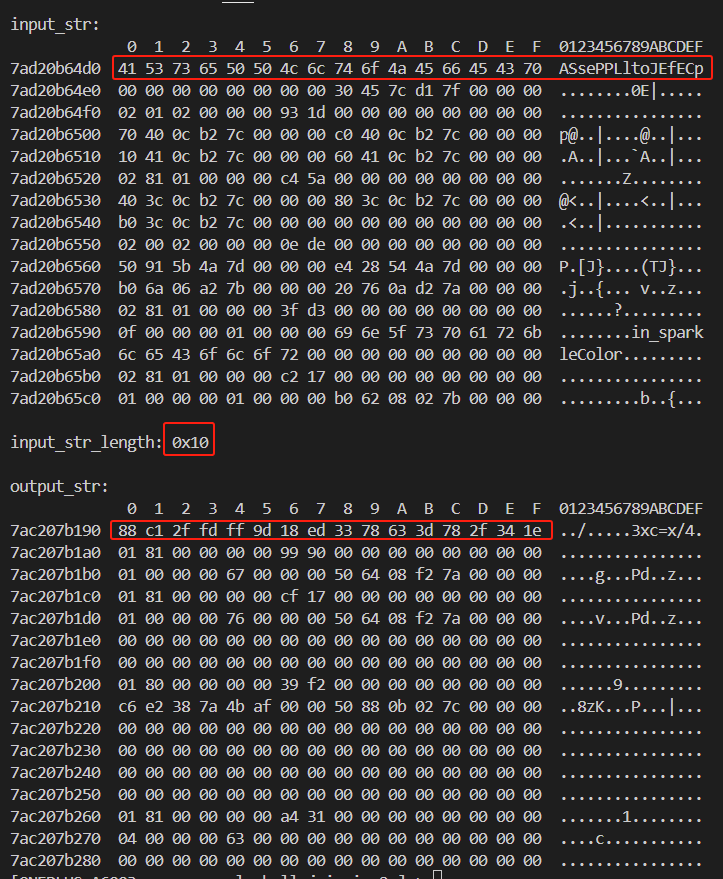 input_str:
0 1 2 3 4 5 6 7 8 9 A B C D E F 0123456789ABCDEF
7ad20b64d0 41 53 73 65 50 50 4c 6c 74 6f 4a 45 66 45 43 70 ASsePPLltoJEfECp
7ad20b64e0 00 00 00 00 00 00 00 00 30 45 7c d1 7f 00 00 00 ........0E|.....
7ad20b64f0 02 01 02 00 00 00 93 1d 00 00 00 00 00 00 00 00 ................
7ad20b6500 70 40 0c b2 7c 00 00 00 c0 40 0c b2 7c 00 00 00 p@..|....@..|...
7ad20b6510 10 41 0c b2 7c 00 00 00 60 41 0c b2 7c 00 00 00 .A..|...`A..|...
7ad20b6520 02 81 01 00 00 00 c4 5a 00 00 00 00 00 00 00 00 .......Z........
7ad20b6530 40 3c 0c b2 7c 00 00 00 80 3c 0c b2 7c 00 00 00 @<..|....<..|...
7ad20b6540 b0 3c 0c b2 7c 00 00 00 00 00 00 00 00 00 00 00 .<..|...........
7ad20b6550 02 00 02 00 00 00 0e de 00 00 00 00 00 00 00 00 ................
7ad20b6560 50 91 5b 4a 7d 00 00 00 e4 28 54 4a 7d 00 00 00 P.[J}....(TJ}...
7ad20b6570 b0 6a 06 a2 7b 00 00 00 20 76 0a d2 7a 00 00 00 .j..{... v..z...
7ad20b6580 02 81 01 00 00 00 3f d3 00 00 00 00 00 00 00 00 ......?.........
7ad20b6590 0f 00 00 00 01 00 00 00 69 6e 5f 73 70 61 72 6b ........in_spark
7ad20b65a0 6c 65 43 6f 6c 6f 72 00 00 00 00 00 00 00 00 00 leColor.........
7ad20b65b0 02 81 01 00 00 00 c2 17 00 00 00 00 00 00 00 00 ................
7ad20b65c0 01 00 00 00 01 00 00 00 b0 62 08 02 7b 00 00 00 .........b..{...
input_str_length: 0x10
output_str:
0 1 2 3 4 5 6 7 8 9 A B C D E F 0123456789ABCDEF
7ac207b190 88 c1 2f fd ff 9d 18 ed 33 78 63 3d 78 2f 34 1e ../.....3xc=x/4.
7ac207b1a0 01 81 00 00 00 00 99 90 00 00 00 00 00 00 00 00 ................
7ac207b1b0 01 00 00 00 67 00 00 00 50 64 08 f2 7a 00 00 00 ....g...Pd..z...
7ac207b1c0 01 81 00 00 00 00 cf 17 00 00 00 00 00 00 00 00 ................
7ac207b1d0 01 00 00 00 76 00 00 00 50 64 08 f2 7a 00 00 00 ....v...Pd..z...
7ac207b1e0 00 00 00 00 00 00 00 00 00 00 00 00 00 00 00 00 ................
7ac207b1f0 00 00 00 00 00 00 00 00 00 00 00 00 00 00 00 00 ................
7ac207b200 01 80 00 00 00 00 39 f2 00 00 00 00 00 00 00 00 ......9.........
7ac207b210 c6 e2 38 7a 4b af 00 00 50 88 0b 02 7c 00 00 00 ..8zK...P...|...
7ac207b220 00 00 00 00 00 00 00 00 00 00 00 00 00 00 00 00 ................
7ac207b230 00 00 00 00 00 00 00 00 00 00 00 00 00 00 00 00 ................
7ac207b240 00 00 00 00 00 00 00 00 00 00 00 00 00 00 00 00 ................
7ac207b250 00 00 00 00 00 00 00 00 00 00 00 00 00 00 00 00 ................
7ac207b260 01 81 00 00 00 00 a4 31 00 00 00 00 00 00 00 00 .......1........
7ac207b270 04 00 00 00 63 00 00 00 00 00 00 00 00 00 00 00 ....c...........
7ac207b280 00 00 00 00 00 00 00 00 00 00 00 00 00 00 00 00 ................